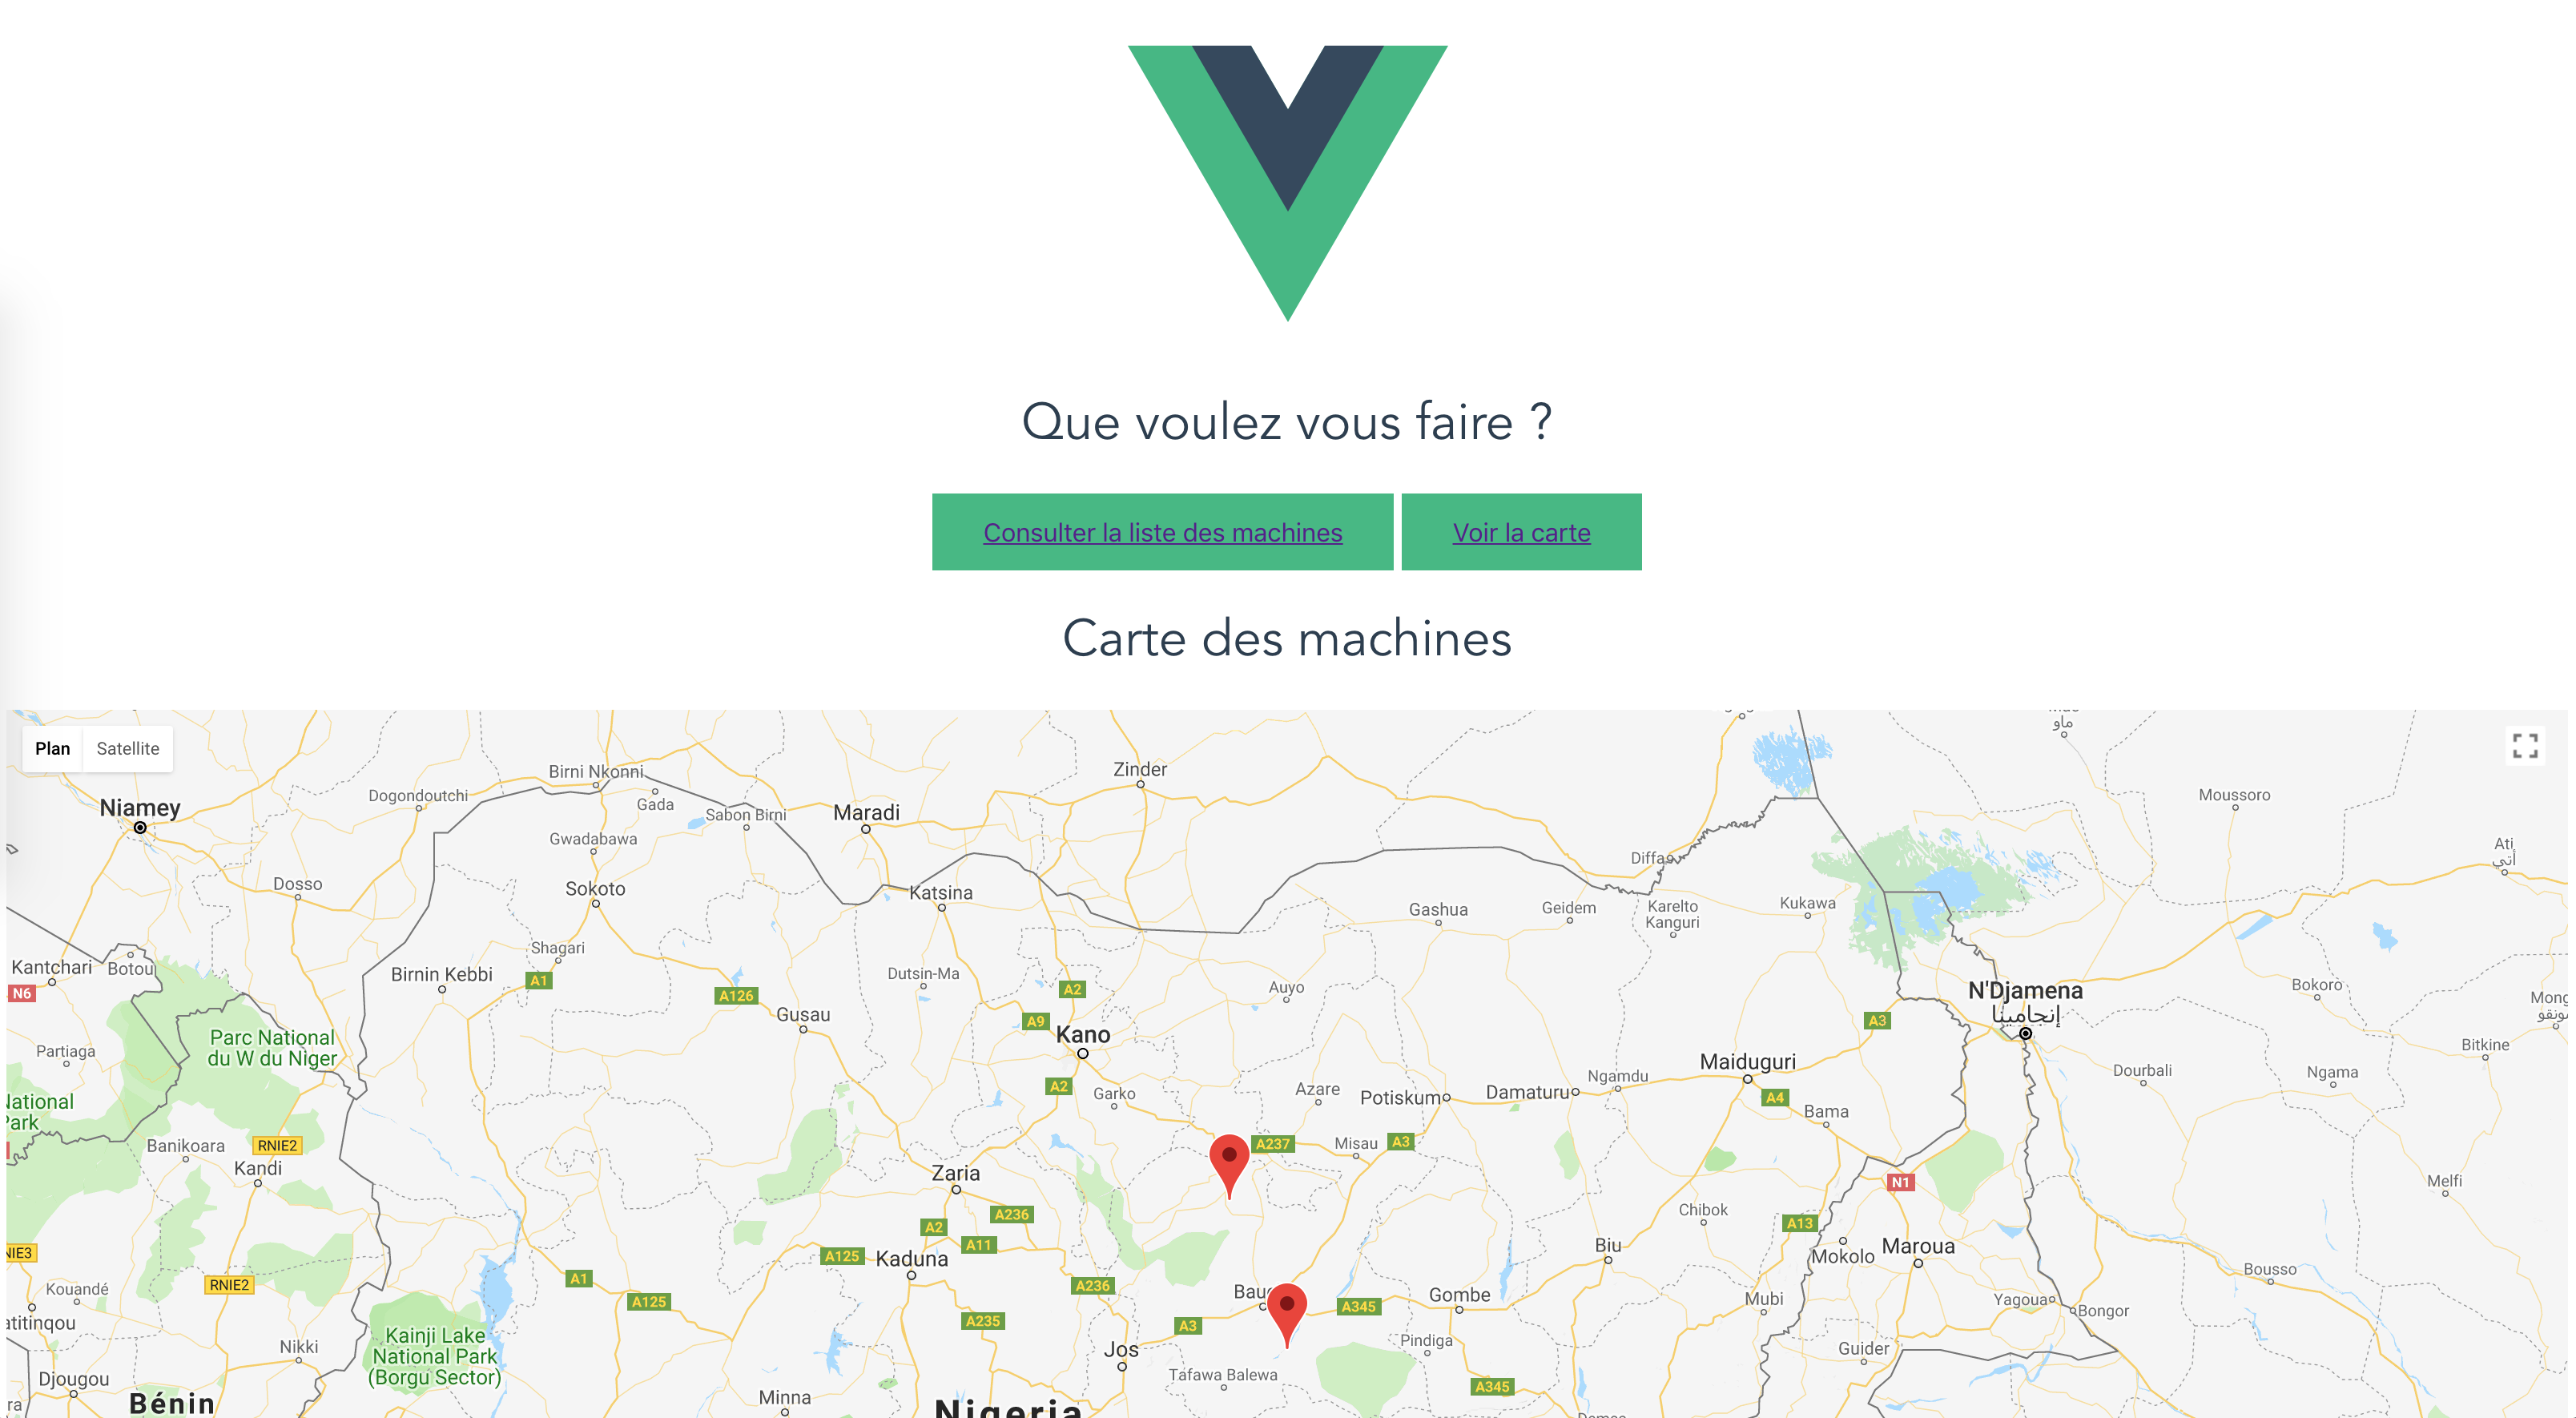 Que voulez vous faire ?
Consulter la liste des machines
Voir la carte
Carte des machines
Plan
Satellite
Niamey
Dogondoutchi
Birni Nkonni
Gada
Sabon Birni
Maradi
Zinder
ماو
Moussoro
Ati
أتي
Gwadabawa
Dosso
Sokoto
Katsina
Diffa
Gashua
Geidem
Karelto
Kanguri
Kukawa
Shagari
Kantchari
Botou
N6
Birnin Kebbi
A1
Dutsin-Ma
A126
A2
Auyo
Gusau
A9
Kano
A3
N'Djamena
إنجامينا
Bokoro
Mong
Bitkine
Parc National
du W du Niger
Partiaga
A2
Garko
Azare
Potiskum
Damaturu
Ngamdu
Maiduguri
A4
Bama
Dourbali
Ngama
National
Park
Banikoara
RNIE2
Kandi
Zaria
A237
Misau
A3
N1
Melfi
A236
A2
A11
Chibok
A13
NIE3
A125
Kaduna
Biu
Mokolo
Maroua
Kouandé
RNIE2
A1
A125
A236
A235
A3
A345
Gombe
Mubi
Yagoua
Bongor
Bousso
atitingou
Nikki
Kainji Lake
National Park
(Borgu Sector)
Jos
Pindiga
Guider
Djougou
Tafawa Balewa
A345
Bénin
Minna
Nigeria